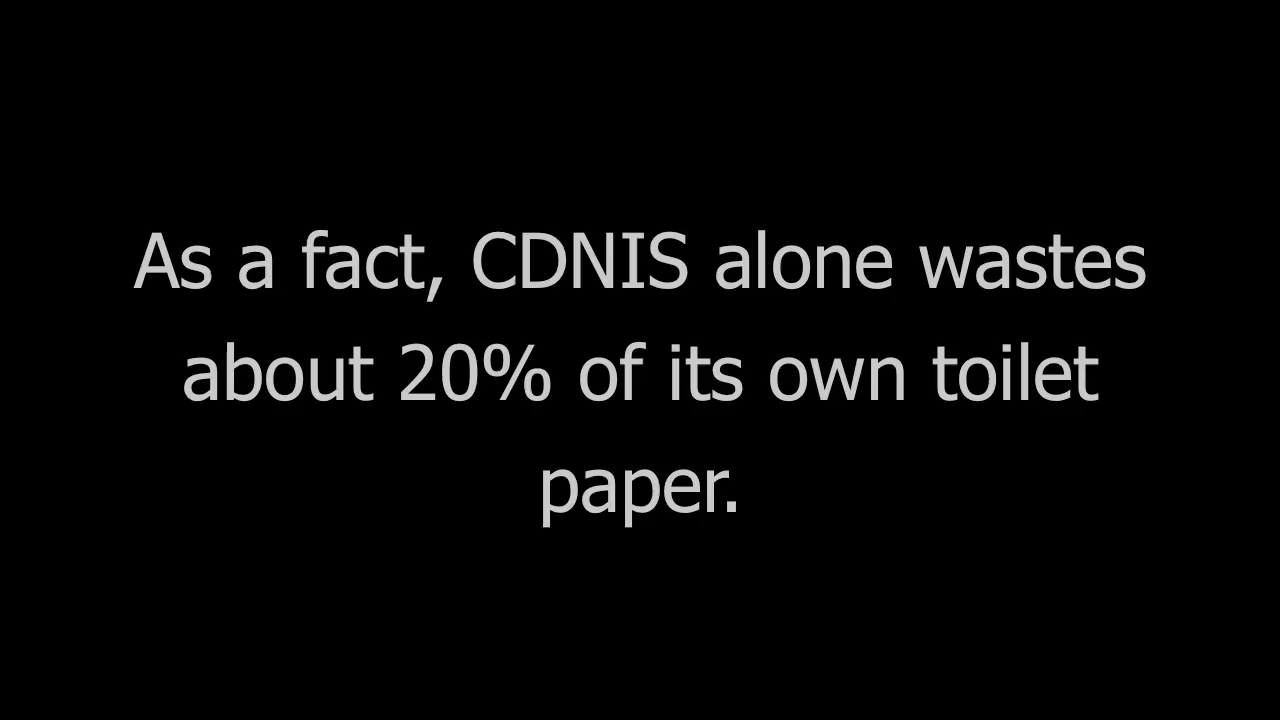 As a fact, CDNIS alone wastes
about 20% of its own toilet
paper.